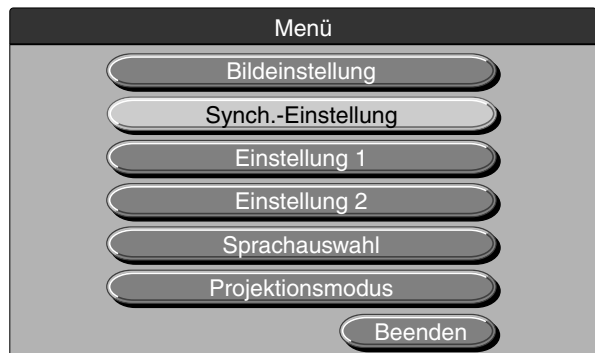 Menü
Bildeinstellung
Synch.-Einstellung
Einstellung 1
Einstellung 2
Sprachauswahl
Projektionsmodus
Beenden